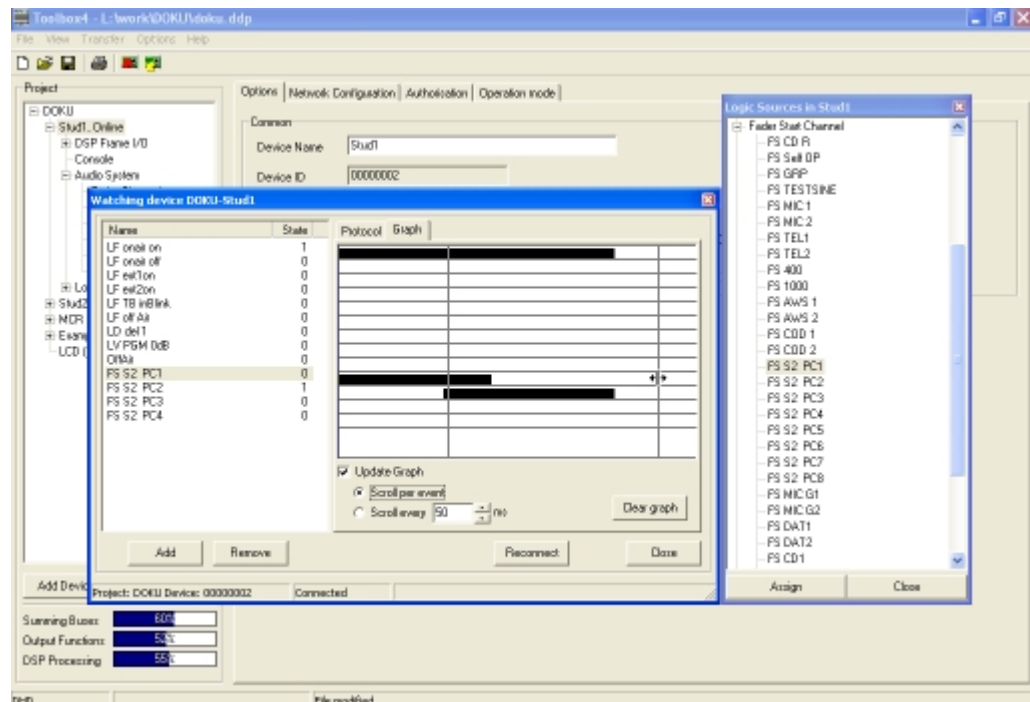 Toolbox4 - L:\work\DOKU\doku.ddp
File View Transfer Options Help
Project
DOKU
Stud1. Online
DSP Frame I/O
Console
Audio System
Stud2
MCR
LCD (
Options Network Configuration Authorisation Operation mode
Common
Device Name Stud1
Device ID 00000002
Watching device DOKU-Stud1
Name State
LF onair on 1
LF onair off 0
LF ext1on 0
LF ext2on 0
LF TB inBlink 0
LF off Air 0
LD del1 0
LV PGM 0dB 0
OffAir 0
FS S2 PC1 0
FS S2 PC2 1
FS S2 PC3 0
FS S2 PC4 0
Protocol Graph
Update Graph
Scroll per event
Scroll every 50 ms
Clear graph
Add Remove Reconnect Close
Project: DOKU Device: 00000002 Connected
Logic Sources in Stud1
Fader Start Channel
FS CD R
FS Sell OP
FS GRP
FS TESTSINE
FS MIC 1
FS MIC 2
FS TEL1
FS TEL2
FS 400
FS 1000
FS AWS 1
FS AWS 2
FS COD 1
FS COD 2
FS S2 PC1
FS S2 PC2
FS S2 PC3
FS S2 PC4
FS S2 PC5
FS S2 PC6
FS S2 PC7
FS S2 PC8
FS MIC G1
FS MIC G2
FS DAT1
FS DAT2
FS CD1
Assign Close
Add Devic
Summing Buses 60%
Output Functions
DSP Processing 55%
File modified